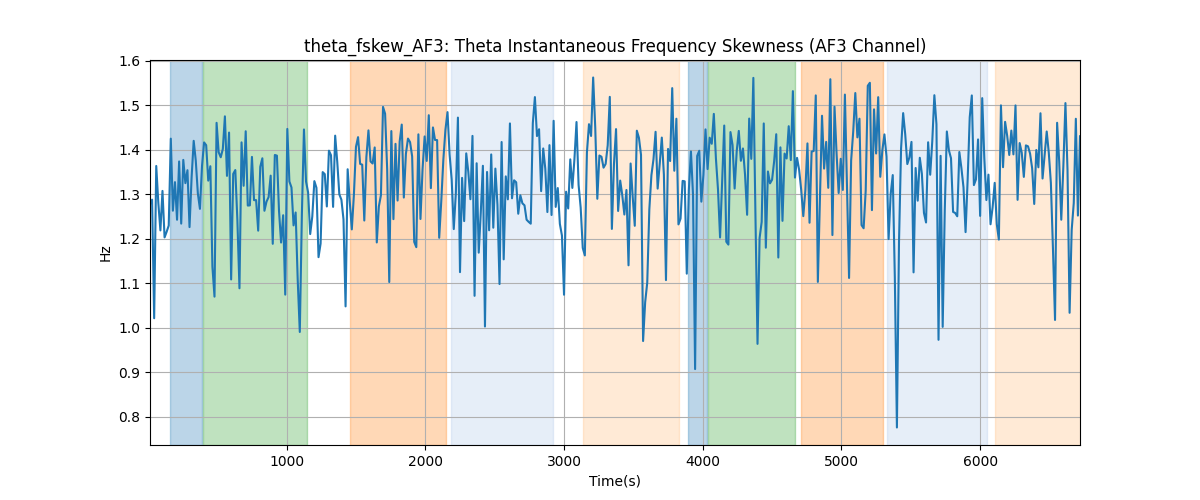 theta_fskew_AF3: Theta Instantaneous Frequency Skewness (AF3 Channel)
1.6
1.5
1.4
1.3
1.2
1.1
1.0
0.9
0.8
Hz
1000 2000 3000 4000 5000 6000
Time(s)